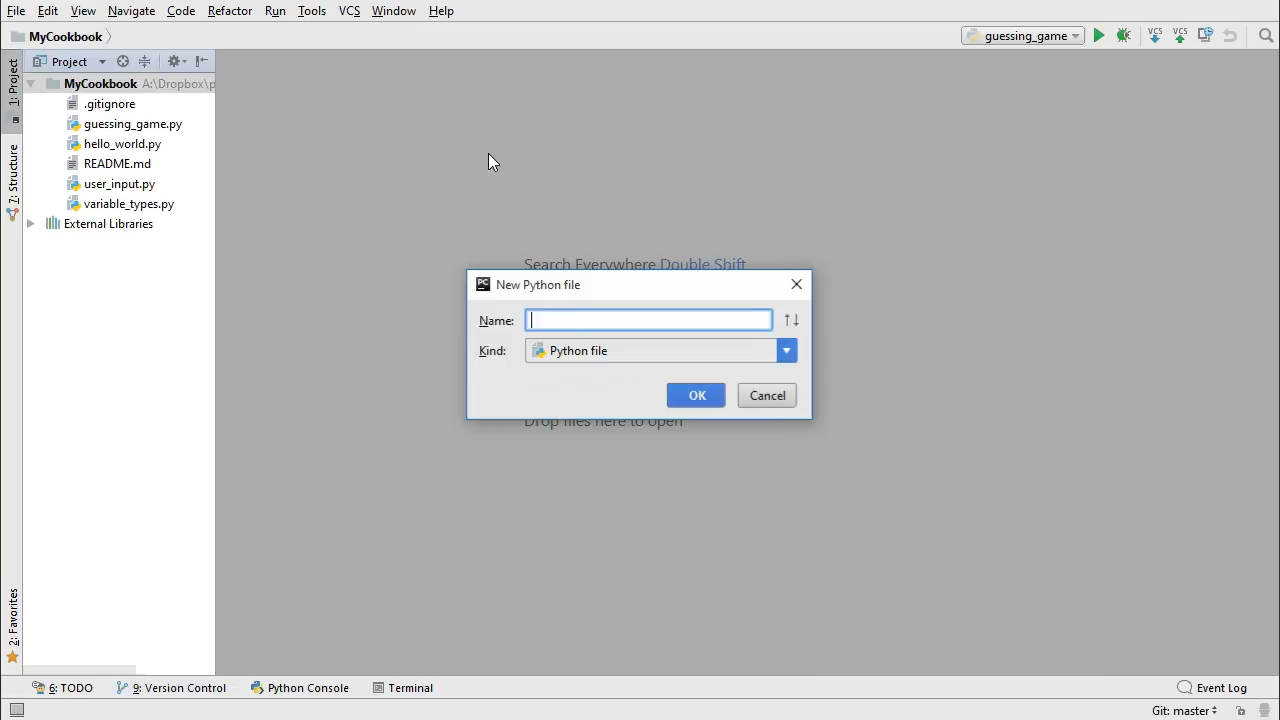 File Edit View Navigate Code Refactor Run Tools VCS Window Help
MyCookbook guessing_game VCS VCS
1: Project
Project
MyCookbook A:\Dropbox\p
.gitignore
guessing_game.py
hello_world.py
README.md
user_input.py
variable_types.py
External Libraries
7: Structure
Search Everywhere Double Shift
PC New Python file
Name:
Kind: Python file
OK Cancel
Drop files here to open
2: Favorites
6: TODO 9: Version Control Python Console Terminal Event Log
Git: master